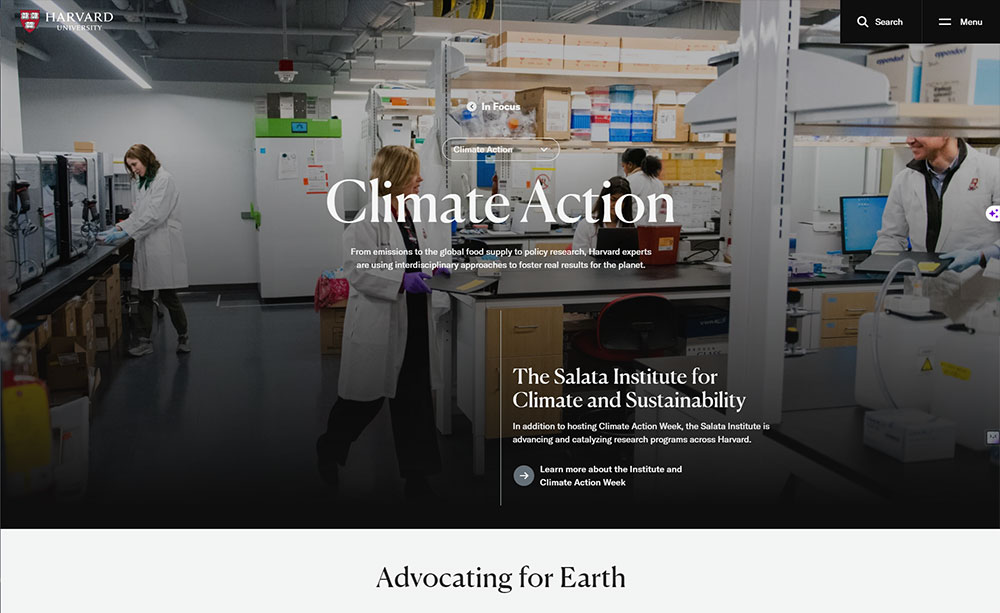 HARVARD
UNIVERSITY
Search
Menu
In Focus
Climate Action
Climate Action
From emissions to the global food supply to policy research, Harvard experts
are using interdisciplinary approaches to foster real results for the planet.
The Salata Institute for
Climate and Sustainability
In addition to hosting Climate Action Week, the Salata Institute is
advancing and catalyzing research programs across Harvard.
Learn more about the Institute and
Climate Action Week
Advocating for Earth
eppendorf
eppendorf